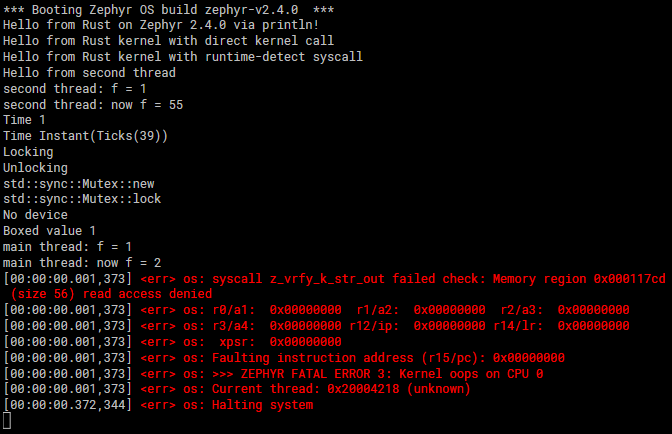 *** Booting Zephyr OS build zephyr-v2.4.0  ***
Hello from Rust on Zephyr 2.4.0 via println!
Hello from Rust kernel with direct kernel call
Hello from Rust kernel with runtime-detect syscall
Hello from second thread
second thread: f = 1
second thread: now f = 55
Time 1
Time Instant(Ticks(39))
Locking
Unlocking
std::sync::Mutex::new
std::sync::Mutex::lock
No device
Boxed value 1
main thread: f = 1
main thread: now f = 2
[00:00:00.001,373] <err> os: syscall z_vrfy_k_str_out failed check: Memory region 0x000117cd
 (size 56) read access denied
[00:00:00.001,373] <err> os: r0/a1:  0x00000000  r1/a2:  0x00000000  r2/a3:  0x00000000
[00:00:00.001,373] <err> os: r3/a4:  0x00000000 r12/ip:  0x00000000 r14/lr:  0x00000000
[00:00:00.001,373] <err> os:  xpsr:  0x00000000
[00:00:00.001,373] <err> os: Faulting instruction address (r15/pc): 0x00000000
[00:00:00.001,373] <err> os: >>> ZEPHYR FATAL ERROR 3: Kernel oops on CPU 0
[00:00:00.001,373] <err> os: Current thread: 0x20004218 (unknown)
[00:00:00.372,344] <err> os: Halting system